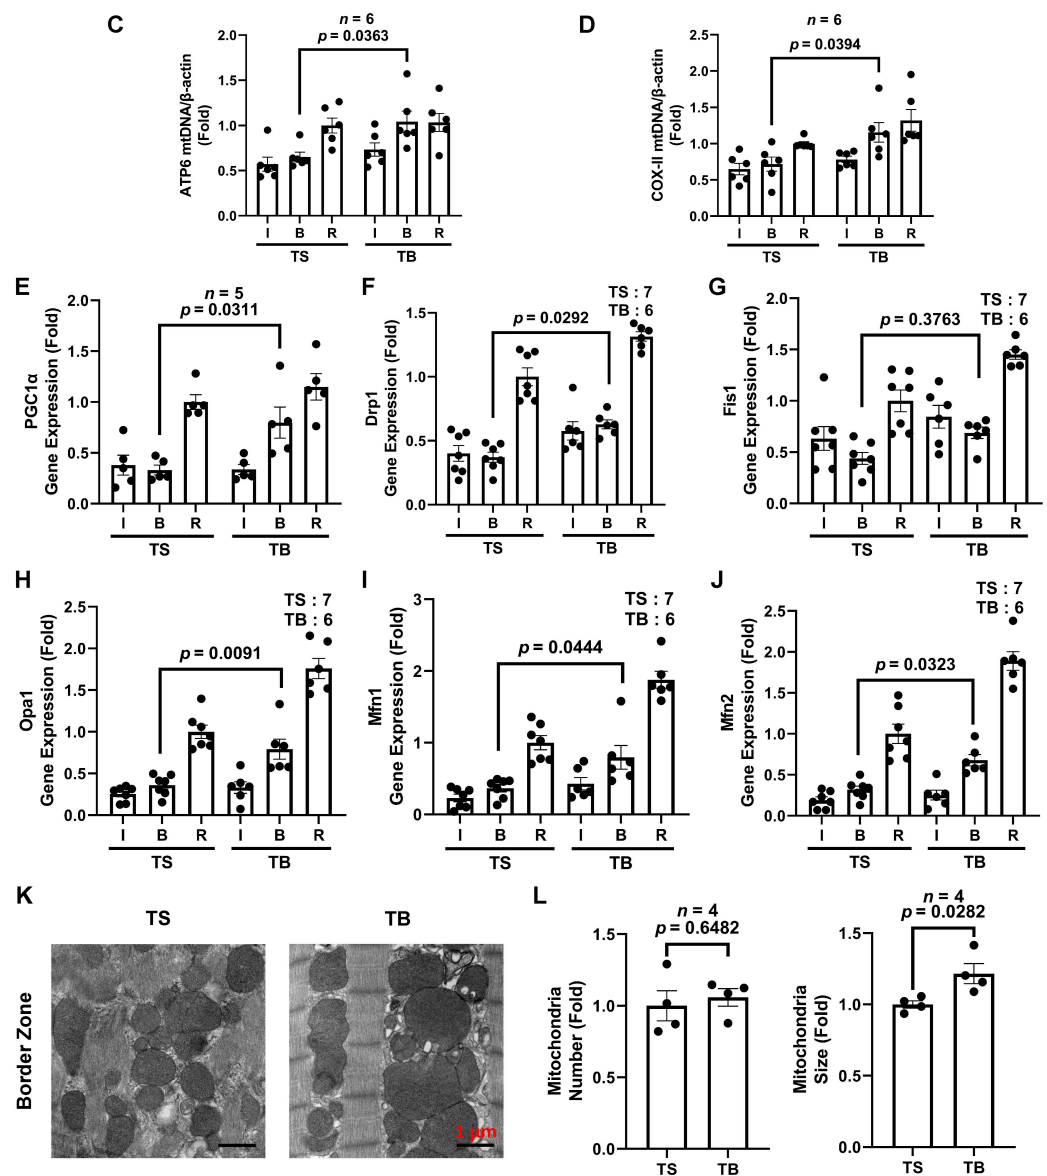 C
n = 6
p = 0.0363
ATP6 mtDNA/β-actin
(Fold)
2.0
1.5
1.0
0.5
0.0
I B R I B R
TS TB
D
n = 6
p = 0.0394
COX-II mtDNA/β-actin
(Fold)
2.5
2.0
1.5
1.0
0.5
0.0
I B R I B R
TS TB
E
n = 5
p = 0.0311
PGC1α
Gene Expression (Fold)
2.0
1.5
1.0
0.5
0.0
I B R I B R
TS TB
F
TS : 7
TB : 6
p = 0.0292
Drp1
Gene Expression (Fold)
1.5
1.0
0.5
0.0
I B R I B R
TS TB
G
TS : 7
TB : 6
p = 0.3763
Fis1
Gene Expression (Fold)
2.0
1.5
1.0
0.5
0.0
I B R I B R
TS TB
H
TS : 7
TB : 6
p = 0.0091
Opa1
Gene Expression (Fold)
2.5
2.0
1.5
1.0
0.5
0.0
I B R I B R
TS TB
I
TS : 7
TB : 6
p = 0.0444
Mfn1
Gene Expression (Fold)
3
2
1
0
I B R I B R
TS TB
J
TS : 7
TB : 6
p = 0.0323
Mfn2
Gene Expression (Fold)
2.5
2.0
1.5
1.0
0.5
0.0
I B R I B R
TS TB
K
TS TB
Border Zone
1 μm
L
n = 4
p = 0.6482
Mitochondria
Number (Fold)
1.5
1.0
0.5
0.0
TS TB
n = 4
p = 0.0282
Mitochondria
Size (Fold)
1.5
1.0
0.5
0.0
TS TB